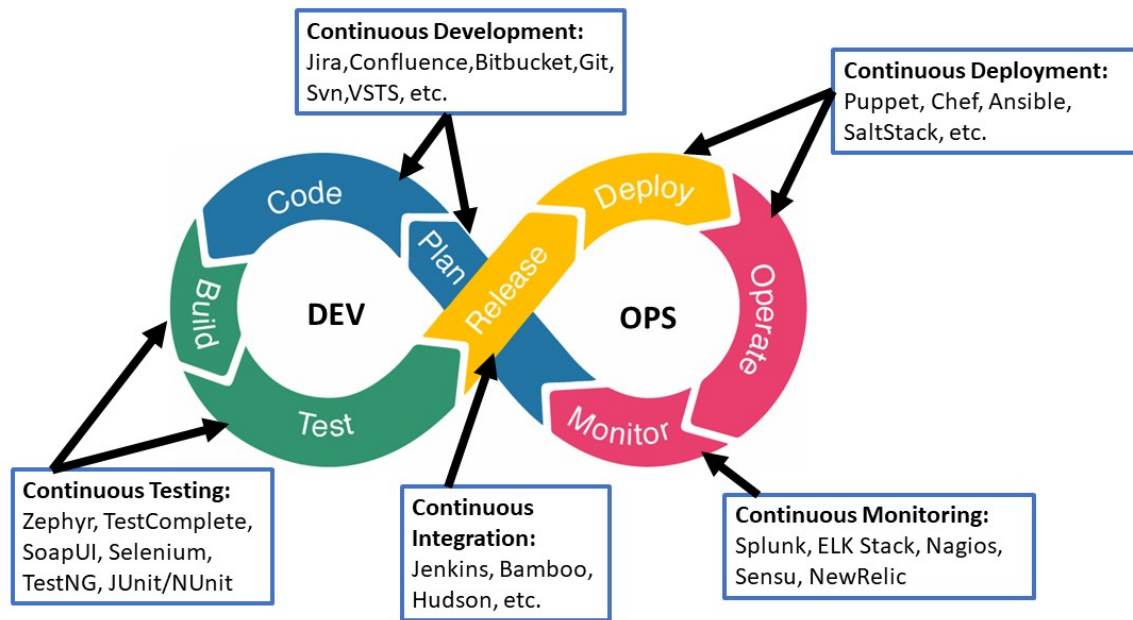 Continuous Development:
Jira,Confluence,Bitbucket,Git,
Svn,VSTS, etc.
Continuous Deployment:
Puppet, Chef, Ansible,
SaltStack, etc.
Code
Plan
Build
Test
DEV
Release
Deploy
OPS
Operate
Monitor
Continuous Testing:
Zephyr, TestComplete,
SoapUI, Selenium,
TestNG, JUnit/NUnit
Continuous
Integration:
Jenkins, Bamboo,
Hudson, etc.
Continuous Monitoring:
Splunk, ELK Stack, Nagios,
Sensu, NewRelic